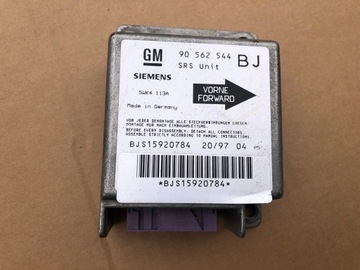 GM 90 562 544 BJ
SRS Unit
SIEMENS
5WK4 113A
Made in Germany
VORNE
FORWARD
VOR JEDER DEMONTAGE ALLE STECKVERBINDUNGEN LOESEN
MONTAGE NUR NACH EINBAUANLEITUNG
BEFORE EVERY DISASSEMBLY, DETACH ALL CONNECTIONS
ASSEMBLE STRICTLY ACCORDING TO MANUAL INSTRUCTIONS
BJS15920784 20/97 04
*BJS15920784*